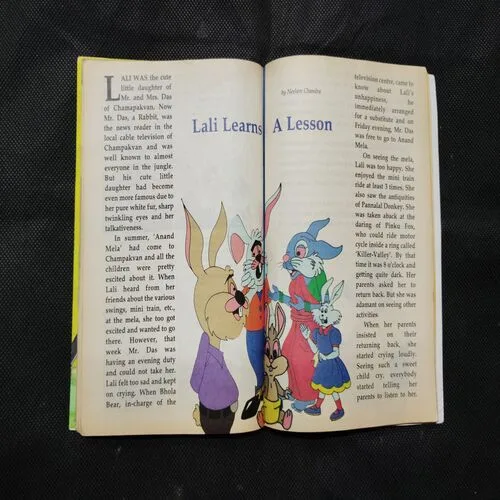 LALI WAS the cute
little daughter of
Mr. and Mrs. Das
of Chamapakvan. Now
Mr. Das, a Rabbit, was
the news reader in the
local cable television of
Champakvan and was
well known to almost
everyone in the jungle.
But his cute little
daughter had become
even more famous due to
her pure white fur, sharp
twinkling eyes and her
talkativeness.
In summer, 'Anand
Mela' had come to
Champakvan and all the
children were pretty
excited about it. When
Lali heard from her
friends about the various
swings, mini train, etc.,
at the mela, she too got
excited and wanted to go
there. However, that
week Mr. Das was
having an evening duty
and could not take her.
Lali felt too sad and kept
on crying. When Bhola
Bear, in-charge of the
Lali Learns A Lesson
by Neelam Chandra
television centre, came to
know about Lali's
unhappiness, he
immediately arranged
for a substitute and on
Friday evening, Mr. Das
was free to go to Anand
Mela.
On seeing the mela,
Lali was too happy. She
enjoyed the mini train
ride at least 3 times. She
also saw the antiquities
of Pannalal Donkey. She
was taken aback at the
daring of Pinku Fox,
who could ride motor
cycle inside a ring called
'Killer-Valley'. By that
time it was 8 o'clock and
getting quite dark. Her
parents asked her to
return back. But she was
adamant on seeing other
activities.
When her parents
insisted on their
returning back, she
started crying loudly.
Seeing such a sweet
child cry, everybody
started telling her
parents to listen to her.